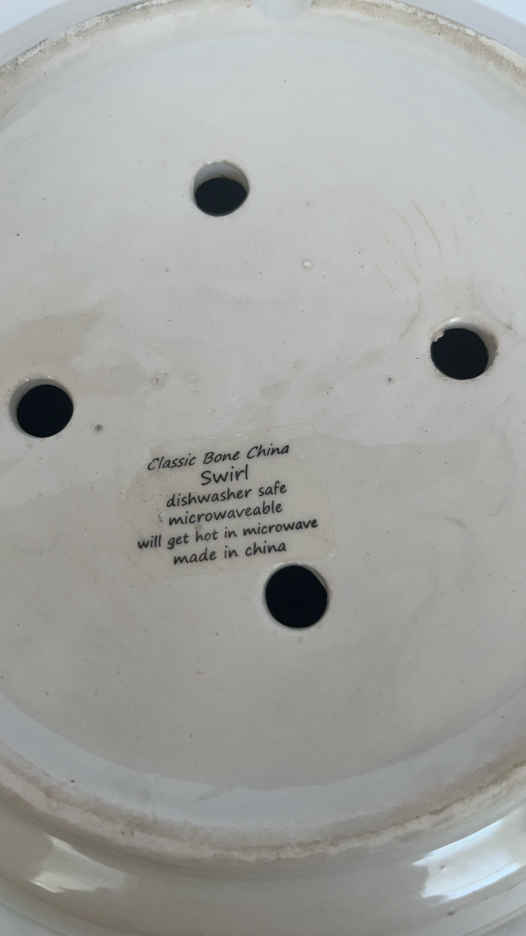 Classic Bone China
Swirl
dishwasher safe
microwaveable
will get hot in microwave
made in china